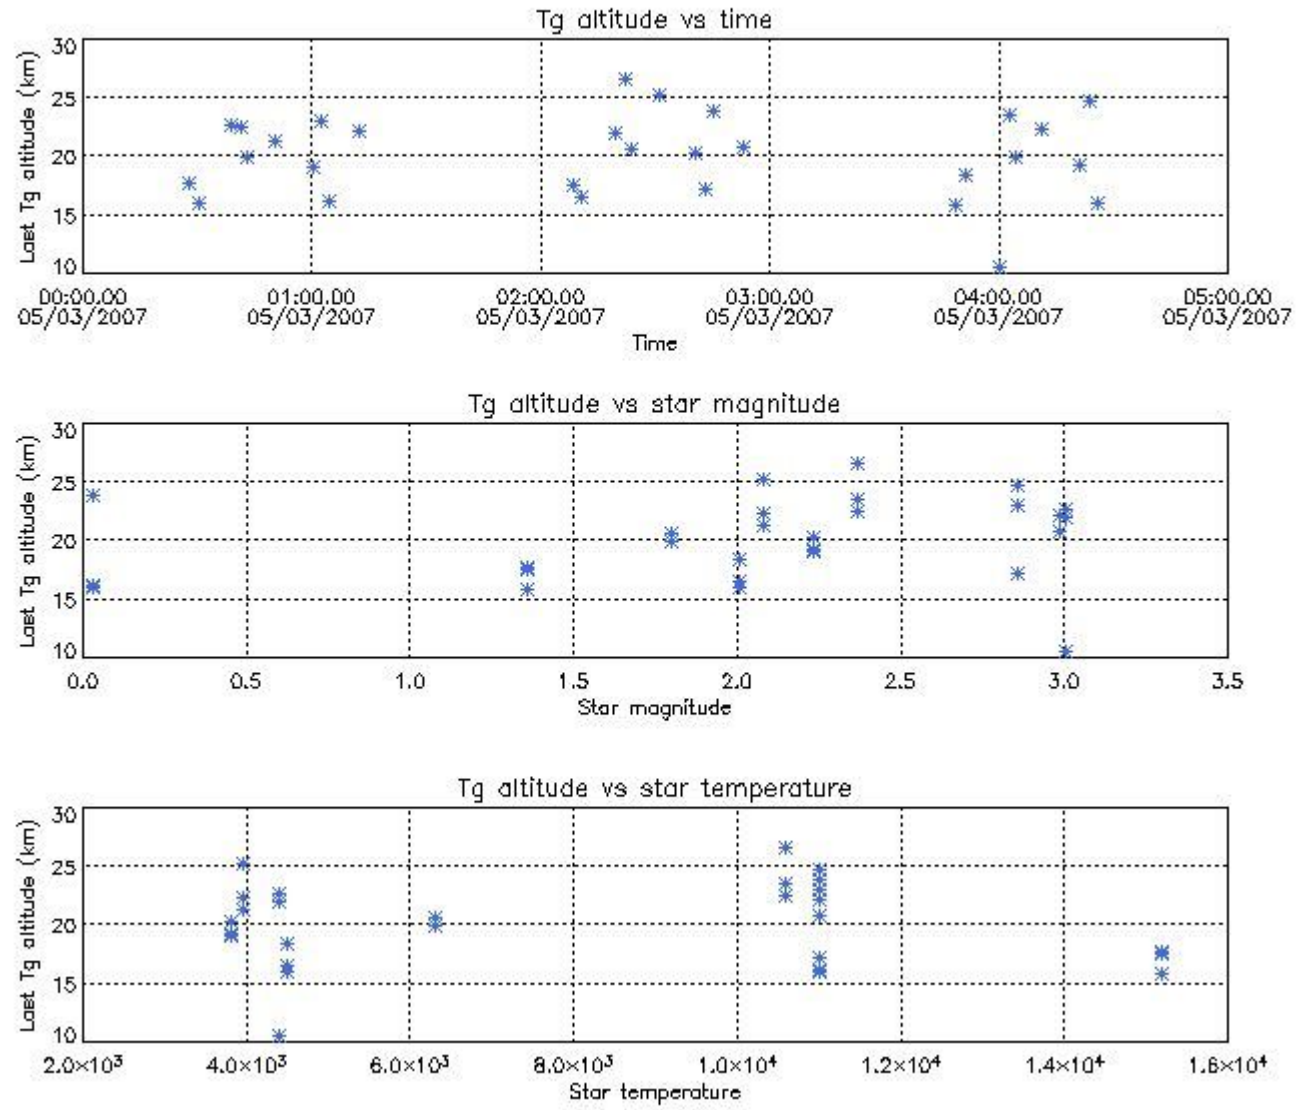 Tg altitude vs time
Last Tg altitude (km)
30
25
20
15
10
00:00.00 01:00.00 02:00.00 03:00.00 04:00.00 05:00.00
05/03/2007 05/03/2007 05/03/2007 05/03/2007 05/03/2007 05/03/2007
Time
Tg altitude vs star magnitude
Last Tg altitude (km)
30
25
20
15
10
0.0 0.5 1.0 1.5 2.0 2.5 3.0 3.5
Star magnitude
Tg altitude vs star temperature
Last Tg altitude (km)
30
25
20
15
10
2.0×10³ 4.0×10³ 6.0×10³ 8.0×10³ 1.0×10⁴ 1.2×10⁴ 1.4×10⁴ 1.6×10⁴
Star temperature